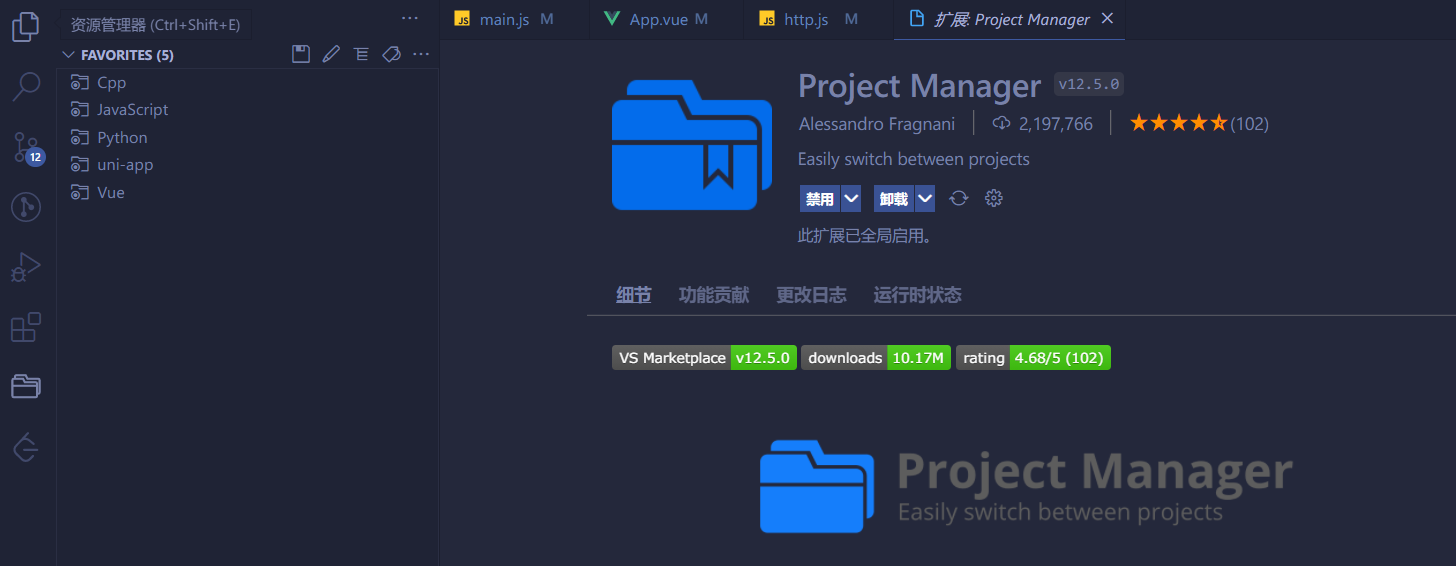 资源管理器 (Ctrl+Shift+E)
FAVORITES (5)
Cpp
JavaScript
Python
uni-app
Vue
12
JS main.js M
App.vue M
JS http.js M
扩展: Project Manager
Project Manager v12.5.0
Alessandro Fragnani 2,197,766 (102)
Easily switch between projects
禁用 卸载
此扩展已全局启用。
细节 功能贡献 更改日志 运行时状态
VS Marketplace v12.5.0 downloads 10.17M rating 4.68/5 (102)
Project Manager
Easily switch between projects